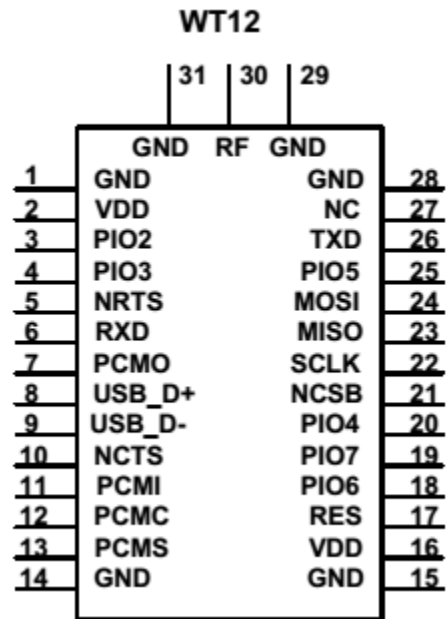 WT12
31 30 29
GND RF GND
1 GND GND 28
2 VDD NC 27
3 PIO2 TXD 26
4 PIO3 PIO5 25
5 NRTS MOSI 24
6 RXD MISO 23
7 PCMO SCLK 22
8 USB_D+ NCSB 21
9 USB_D- PIO4 20
10 NCTS PIO7 19
11 PCMI PIO6 18
12 PCMC RES 17
13 PCMS VDD 16
14 GND GND 15